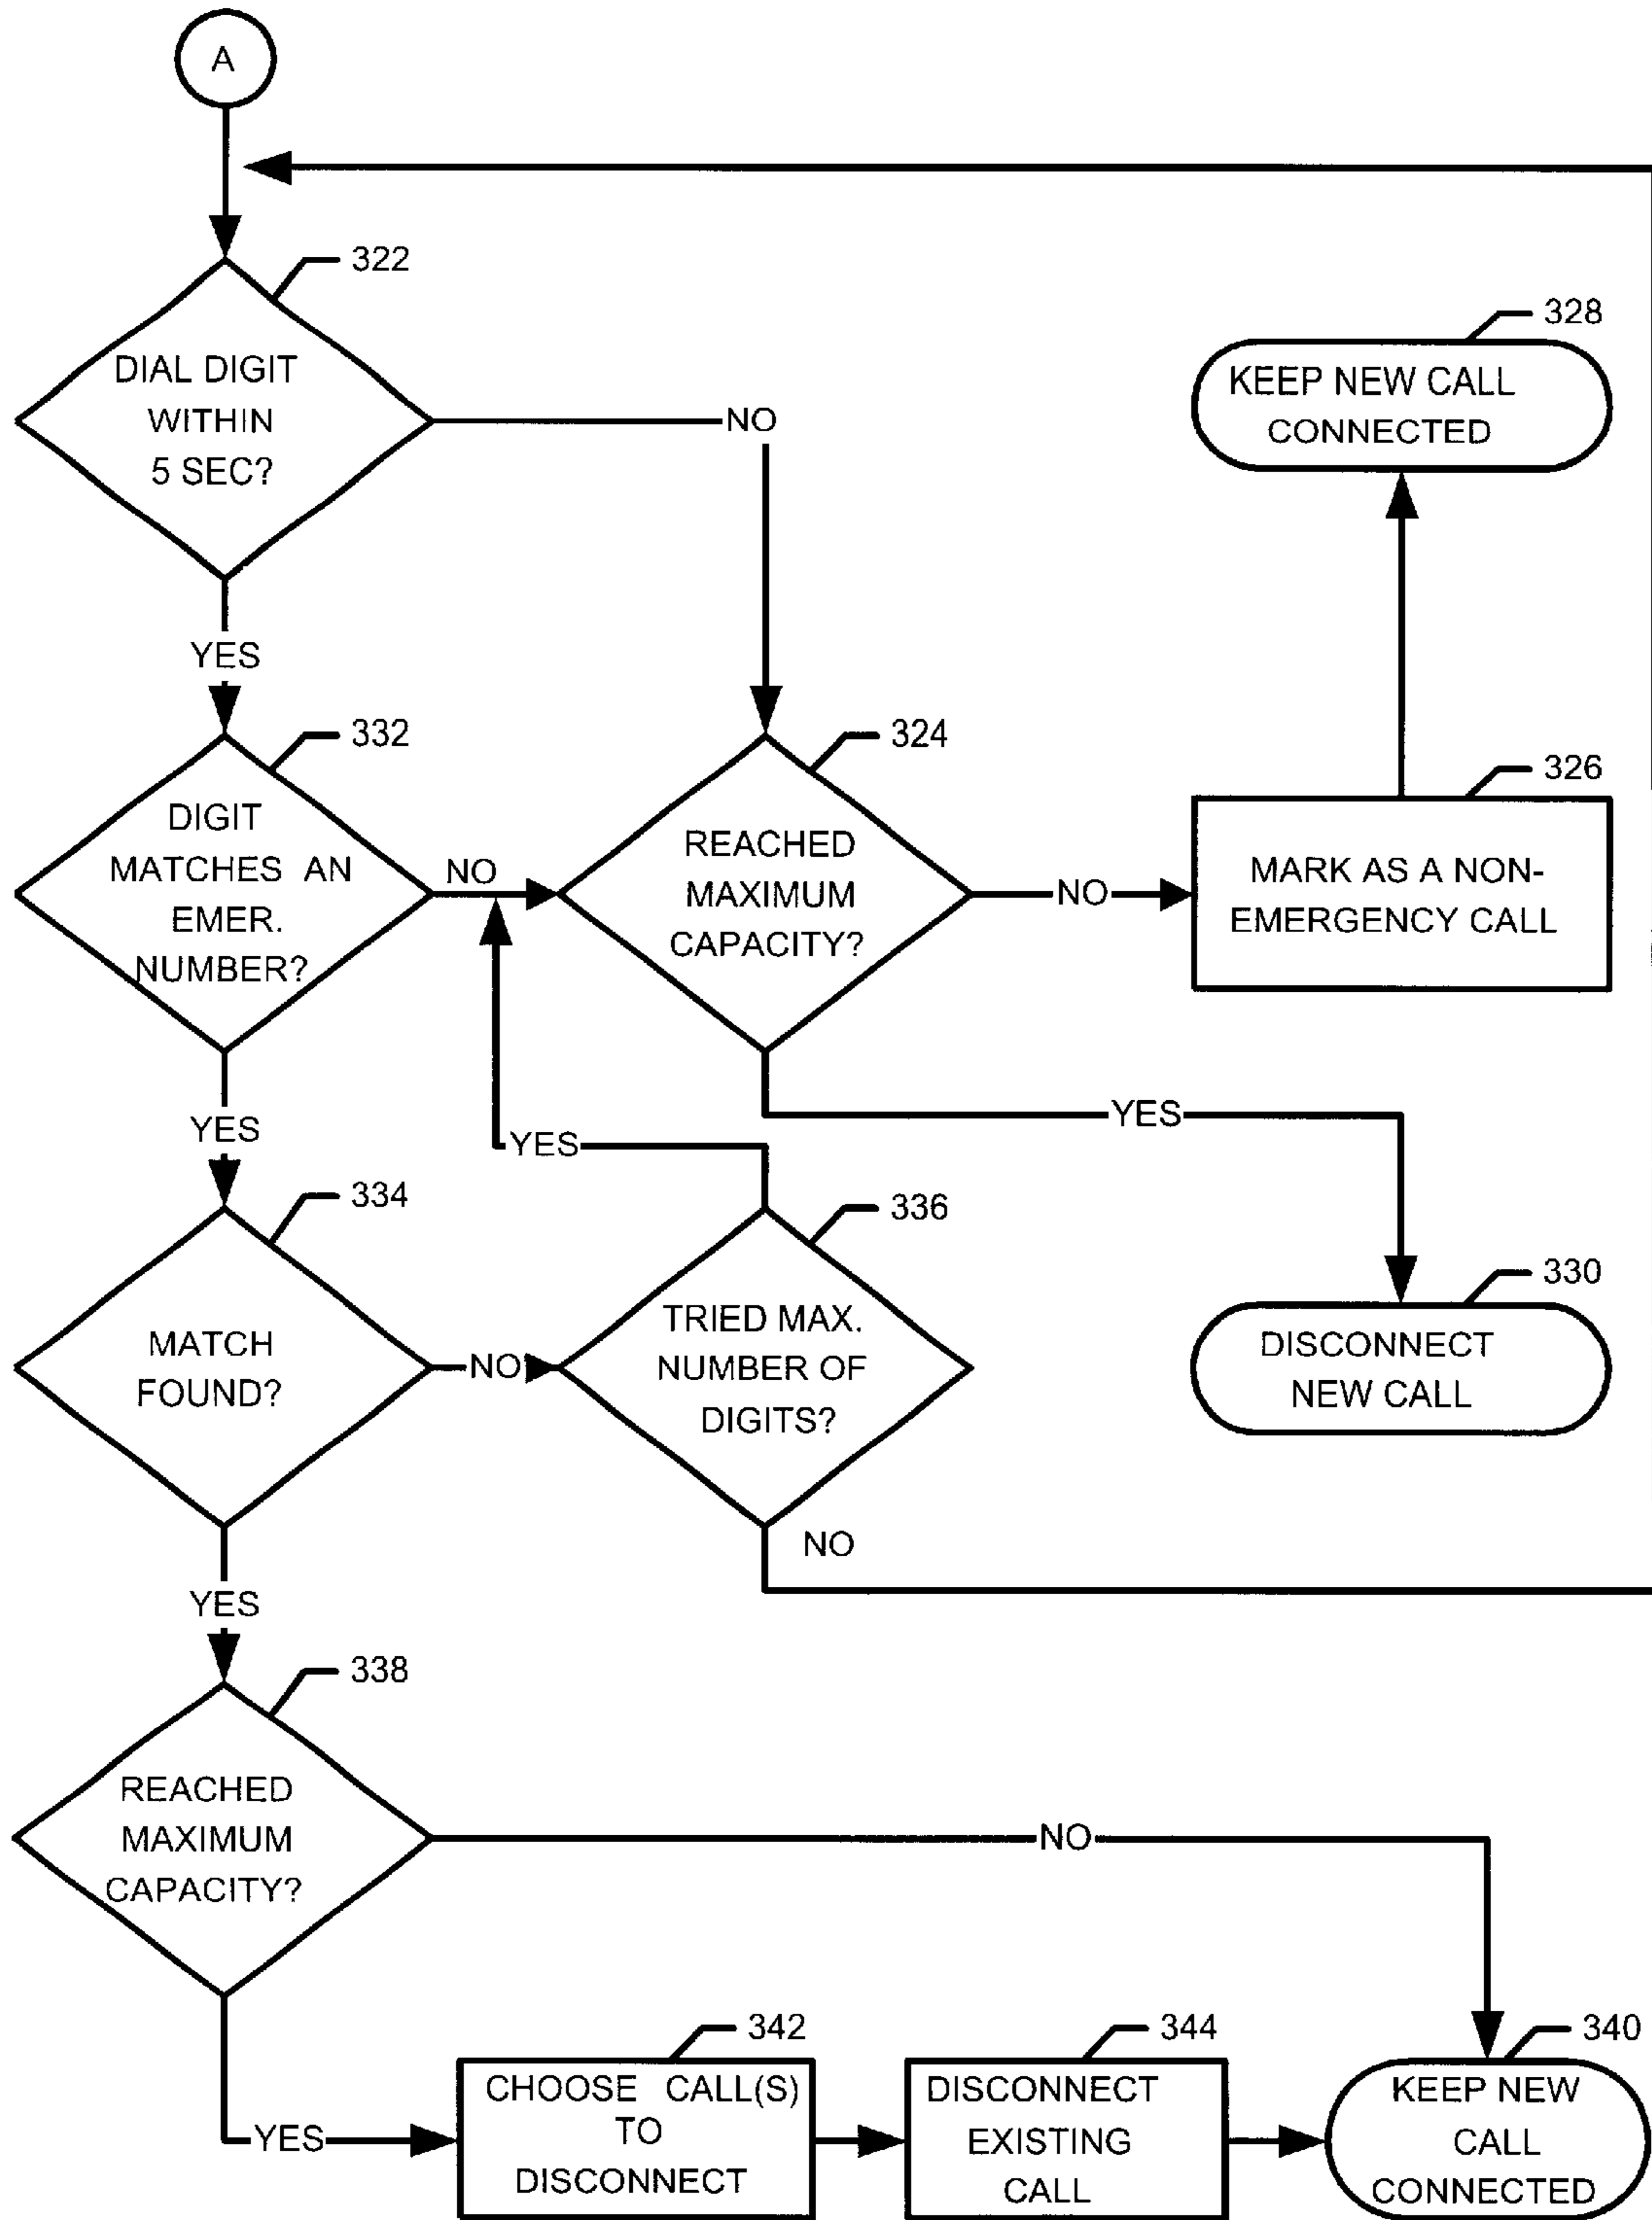 A
322
DIAL DIGIT
WITHIN
5 SEC?
NO
YES
328
KEEP NEW CALL
CONNECTED
332
DIGIT
MATCHES AN
EMER.
NUMBER?
NO
YES
324
REACHED
MAXIMUM
CAPACITY?
NO
YES
326
MARK AS A NON-
EMERGENCY CALL
334
MATCH
FOUND?
NO
YES
YES
336
TRIED MAX.
NUMBER OF
DIGITS?
NO
330
DISCONNECT
NEW CALL
338
REACHED
MAXIMUM
CAPACITY?
NO
YES
342
CHOOSE CALL(S)
TO
DISCONNECT
344
DISCONNECT
EXISTING
CALL
340
KEEP NEW
CALL
CONNECTED